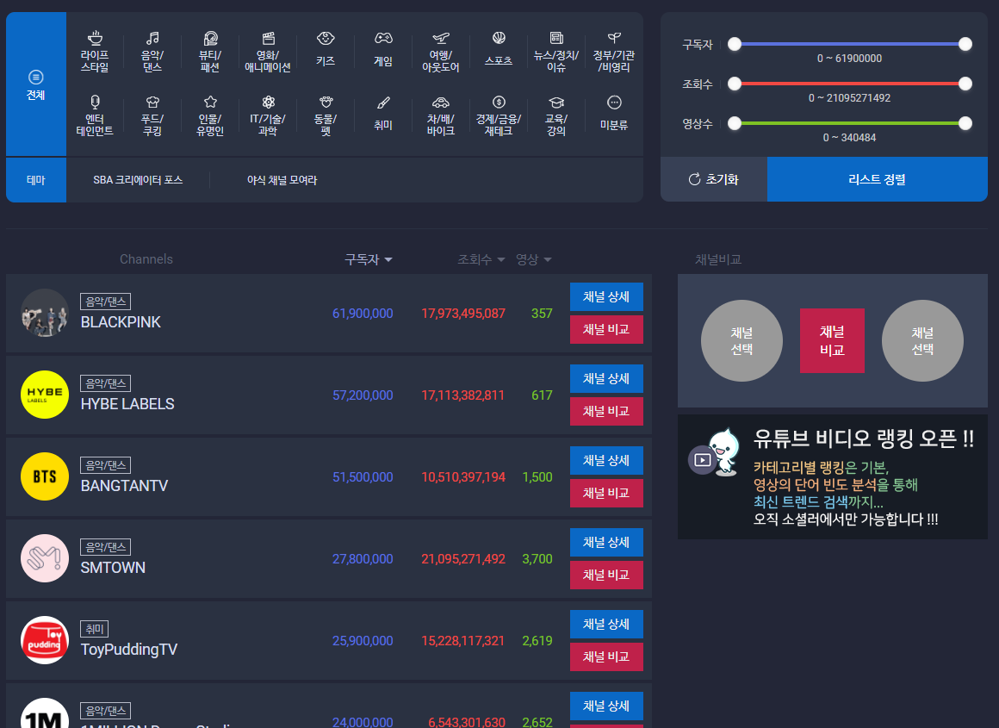 전체
라이프
스타일
음악/
댄스
뷰티/
패션
영화/
애니메이션
키즈
게임
여행/
아웃도어
스포츠
뉴스/정치/
이슈
정부/기관
/비영리
엔터
테인먼트
푸드/
쿠킹
인물/
유명인
IT/기술/
과학
동물/
펫
취미
차/배/
바이크
경제/금융/
재테크
교육/
강의
미분류
테마
SBA 크리에이터 포스
야식 채널 모여라
구독자
0 ~ 61900000
조회수
0 ~ 21095271492
영상수
0 ~ 340484
초기화
리스트 정렬
Channels 구독자 조회수 영상
음악/댄스
BLACKPINK
61,900,000 17,973,495,087 357
채널 상세
채널 비교
HYBE
LABELS
음악/댄스
HYBE LABELS
57,200,000 17,113,382,811 617
채널 상세
채널 비교
BTS
음악/댄스
BANGTANTV
51,500,000 10,510,397,194 1,500
채널 상세
채널 비교
SM!
음악/댄스
SMTOWN
27,800,000 21,095,271,492 3,700
채널 상세
채널 비교
Toy
pudding
취미
ToyPuddingTV
25,900,000 15,228,117,321 2,619
채널 상세
채널 비교
1M
음악/댄스
1MILLION Dance Studio
24,000,000 6,543,301,630 2,652
채널 상세
채널비교
채널
선택
채널
비교
채널
선택
유튜브 비디오 랭킹 오픈 !!
카테고리별 랭킹은 기본,
영상의 단어 빈도 분석을 통해
최신 트렌드 검색까지...
오직 소셜러에서만 가능합니다 !!!